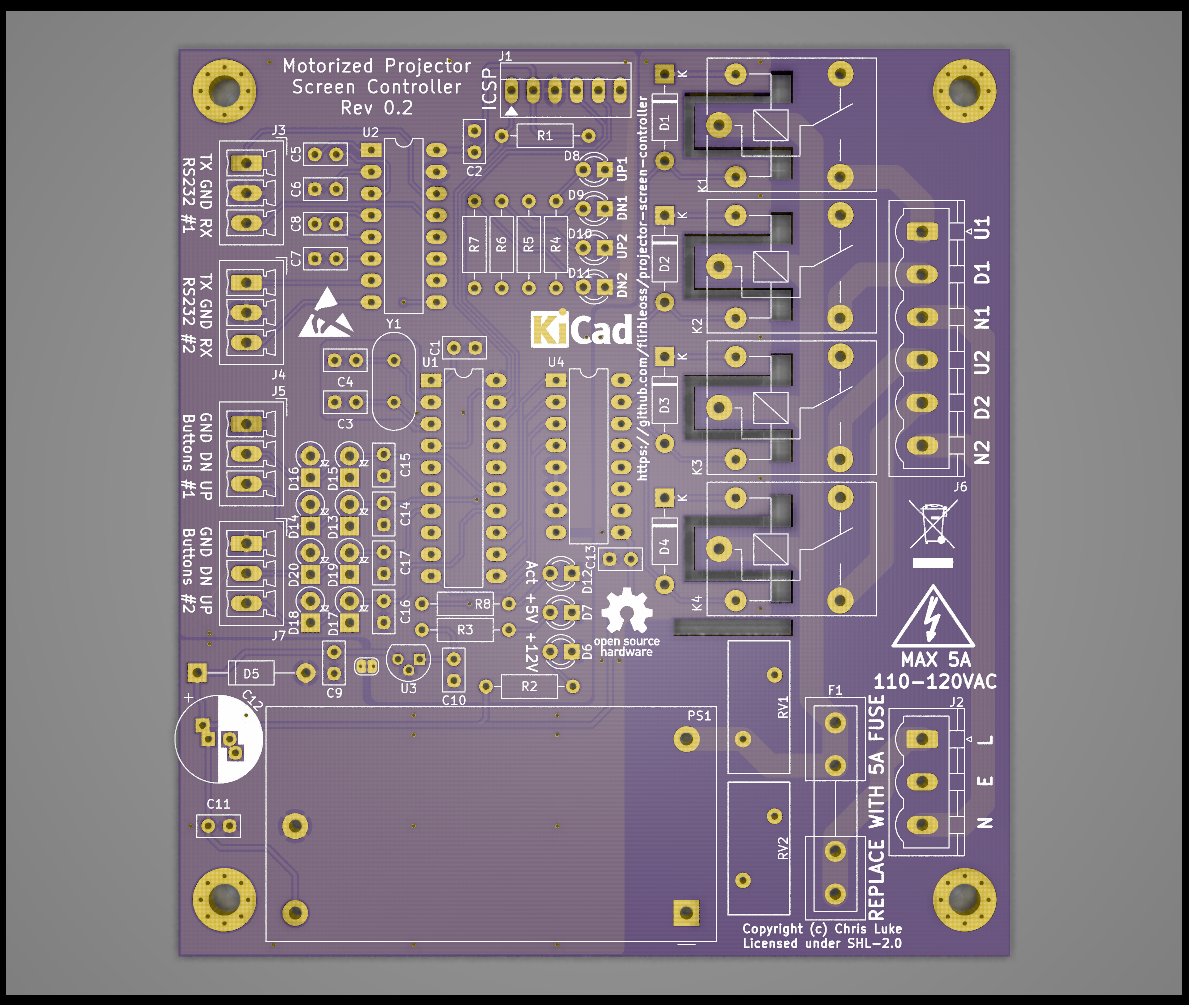 Motorized Projector
Screen Controller
Rev 0.2
J1
ICSP
R1
C2
J3
TX GND RX
RS232 #1
U2
C5
C6
C8
C7
D8
UP1
D9
DN1
D10
UP2
D11
DN2
R7
R6
R5
R4
https://github.com/flirbleoss/projector-screen-controller
K
D1
K1
K
D2
K2
K
D3
K3
K
D4
K4
U1
D1
N1
U2
D2
N2
J6
TX GND RX
RS232 #2
J4
Y1
C4
C3
C1
U1
U4
KiCad
J5
GND DN UP
Buttons #1
D16
D15
C15
D14
D13
C14
D20
D19
C17
D18
D17
C16
GND DN UP
Buttons #2
J7
R8
R3
Act +5V +12V
C13
D12
D7
D6
open source
hardware
MAX 5A
110-120VAC
D5
C9
U3
C10
R2
+
C12
C11
PS1
RV1
RV2
F1
REPLACE WITH 5A FUSE
J2
L
E
N
Copyright (c) Chris Luke
Licensed under SHL-2.0